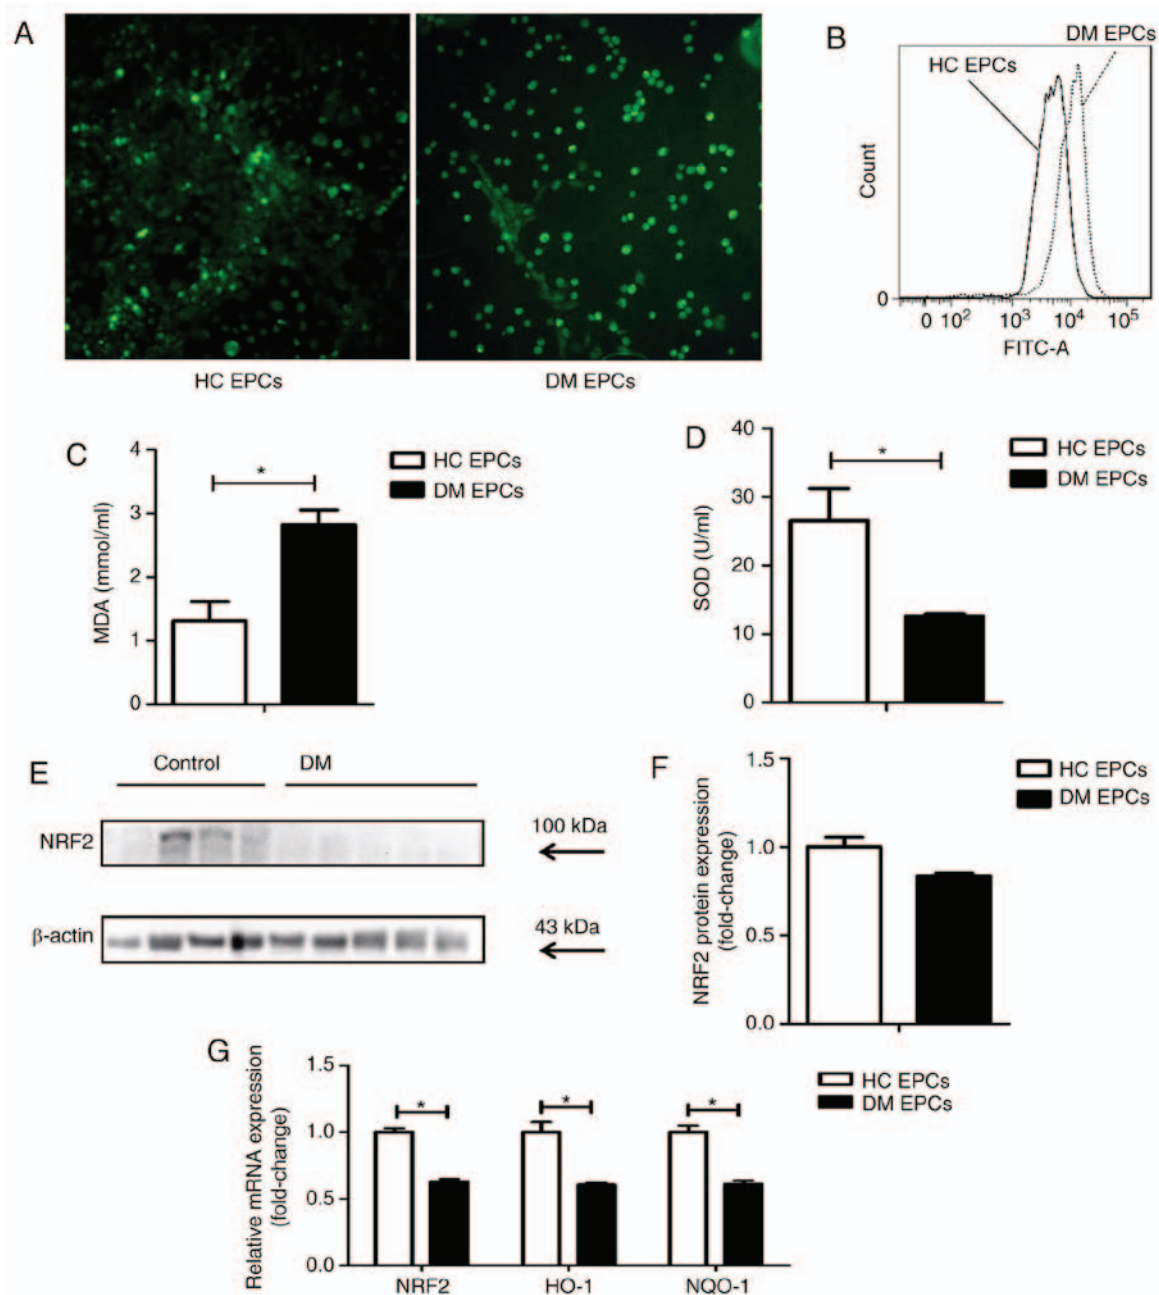 A
HC EPCs
DM EPCs
B
DM EPCs
HC EPCs
Count
0
0 10² 10³ 10⁴ 10⁵
FITC-A
C
MDA (mmol/ml)
4
3
2
1
0
*
HC EPCs
DM EPCs
D
SOD (U/ml)
40
30
20
10
0
*
HC EPCs
DM EPCs
E
Control DM
NRF2
100 kDa
β-actin
43 kDa
F
NRF2 protein expression
(fold-change)
1.5
1.0
0.5
0.0
HC EPCs
DM EPCs
G
Relative mRNA expression
(fold-change)
1.5
1.0
0.5
0.0
* * *
NRF2 HO-1 NQO-1
HC EPCs
DM EPCs